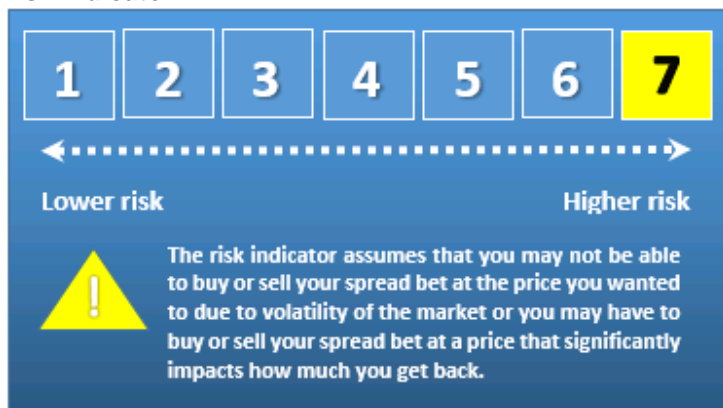 1 2 3 4 5 6 7
Lower risk Higher risk
!
The risk indicator assumes that you may not be able
to buy or sell your spread bet at the price you wanted
to due to volatility of the market or you may have to
buy or sell your spread bet at a price that significantly
impacts how much you get back.